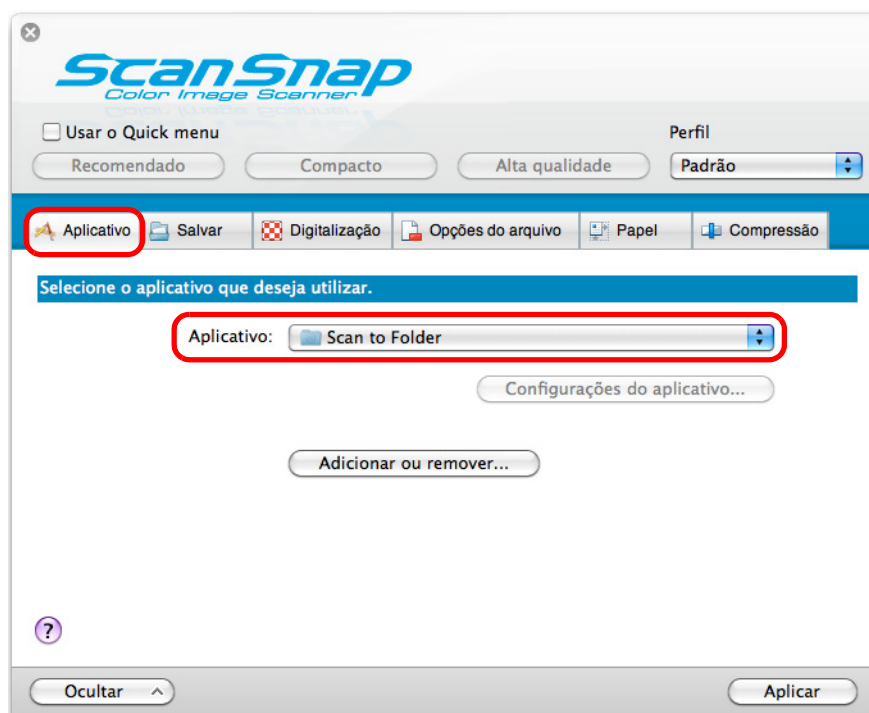 ScanSnap
Color Image Scanner
Usar o Quick menu
Perfil
Recomendado Compacto Alta qualidade Padrão
Aplicativo Salvar Digitalização Opções do arquivo Papel Compressão
Selecione o aplicativo que deseja utilizar.
Aplicativo: Scan to Folder
Configurações do aplicativo...
Adicionar ou remover...
?
Ocultar Aplicar